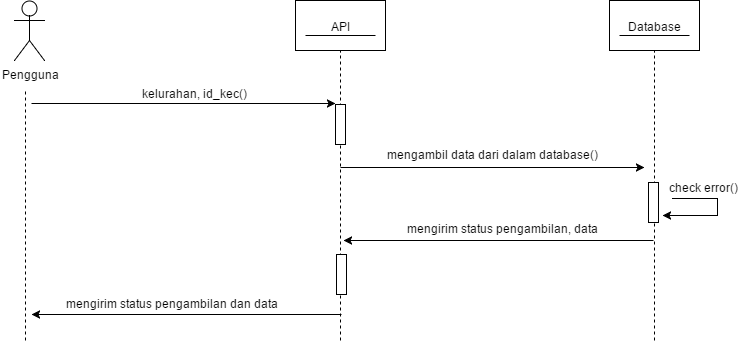 API
Database
Pengguna
kelurahan, id_kec()
mengambil data dari dalam database()
check error()
mengirim status pengambilan, data
mengirim status pengambilan dan data